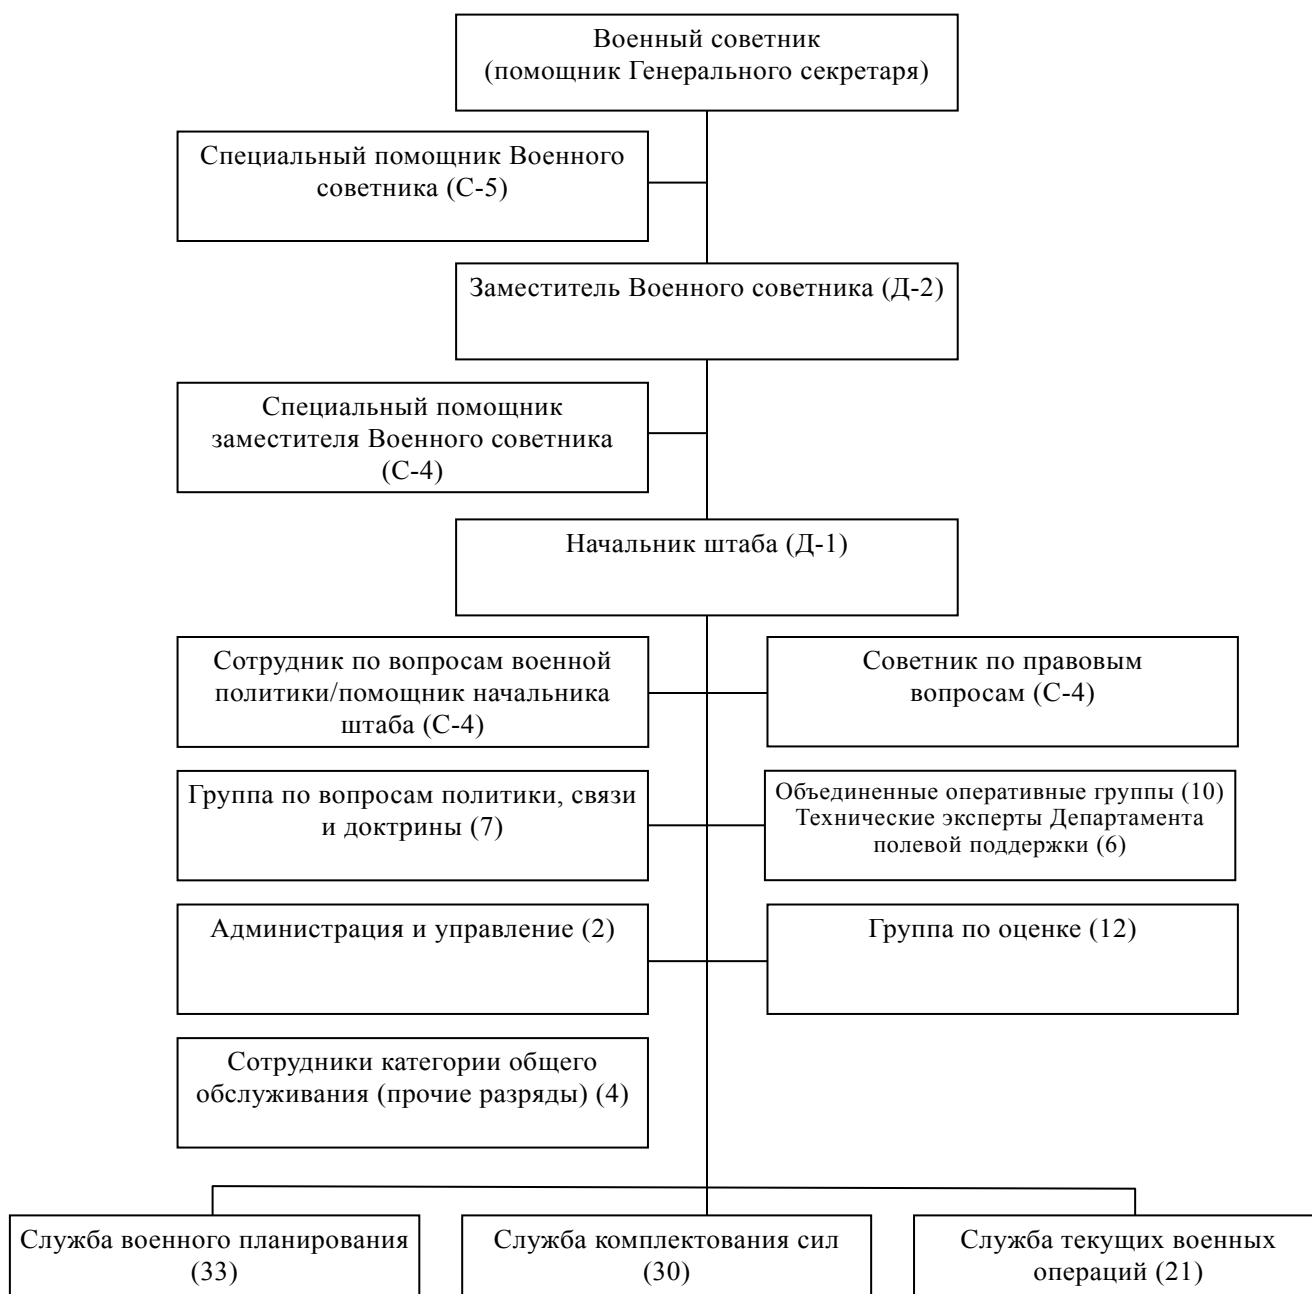 Военный советник
(помощник Генерального секретаря)
Специальный помощник Военного
советника (С-5)
Заместитель Военного советника (Д-2)
Специальный помощник
заместителя Военного советника
(С-4)
Начальник штаба (Д-1)
Сотрудник по вопросам военной
политики/помощник начальника
штаба (С-4)
Советник по правовым
вопросам (С-4)
Группа по вопросам политики, связи
и доктрины (7)
Объединенные оперативные группы (10)
Технические эксперты Департамента
полевой поддержки (6)
Администрация и управление (2)
Группа по оценке (12)
Сотрудники категории общего
обслуживания (прочие разряды) (4)
Служба военного планирования
(33)
Служба комплектования сил
(30)
Служба текущих военных
операций (21)